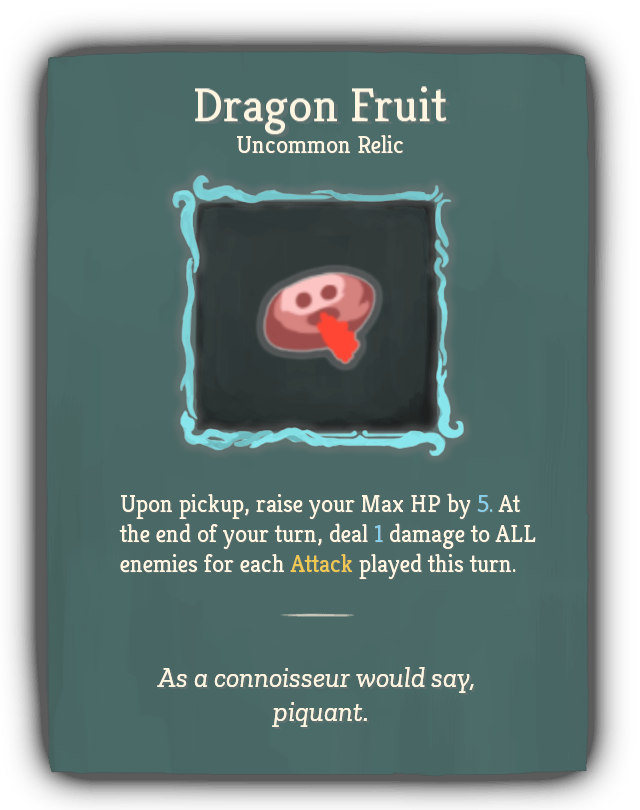 Dragon Fruit
Uncommon Relic
Upon pickup, raise your Max HP by 5. At
the end of your turn, deal 1 damage to ALL
enemies for each Attack played this turn.
As a connoisseur would say,
piquant.